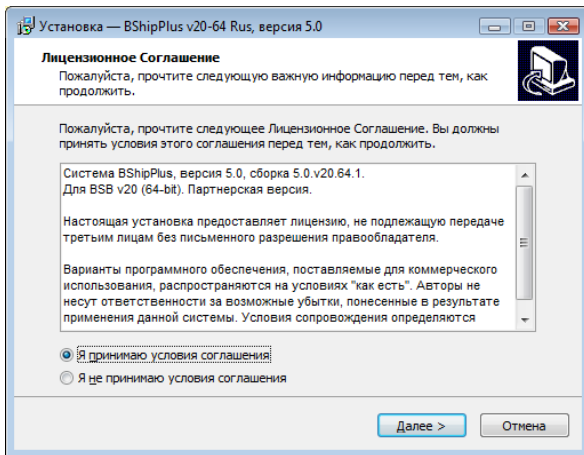 Установка — BShipPlus v20-64 Rus, версия 5.0
Лицензионное Соглашение
Пожалуйста, прочтите следующую важную информацию перед тем, как
продолжить.
Пожалуйста, прочтите следующее Лицензионное Соглашение. Вы должны
принять условия этого соглашения перед тем, как продолжить.
Система BShipPlus, версия 5.0, сборка 5.0.v20.64.1.
Для BSB v20 (64-bit). Партнерская версия.
Настоящая установка предоставляет лицензию, не подлежащую передаче
третьим лицам без письменного разрешения правообладателя.
Варианты программного обеспечения, поставляемые для коммерческого
использования, распространяются на условиях "как есть". Авторы не
несут ответственности за возможные убытки, понесенные в результате
применения данной системы. Условия сопровождения определяются
Я принимаю условия соглашения
Я не принимаю условия соглашения
Далее >
Отмена